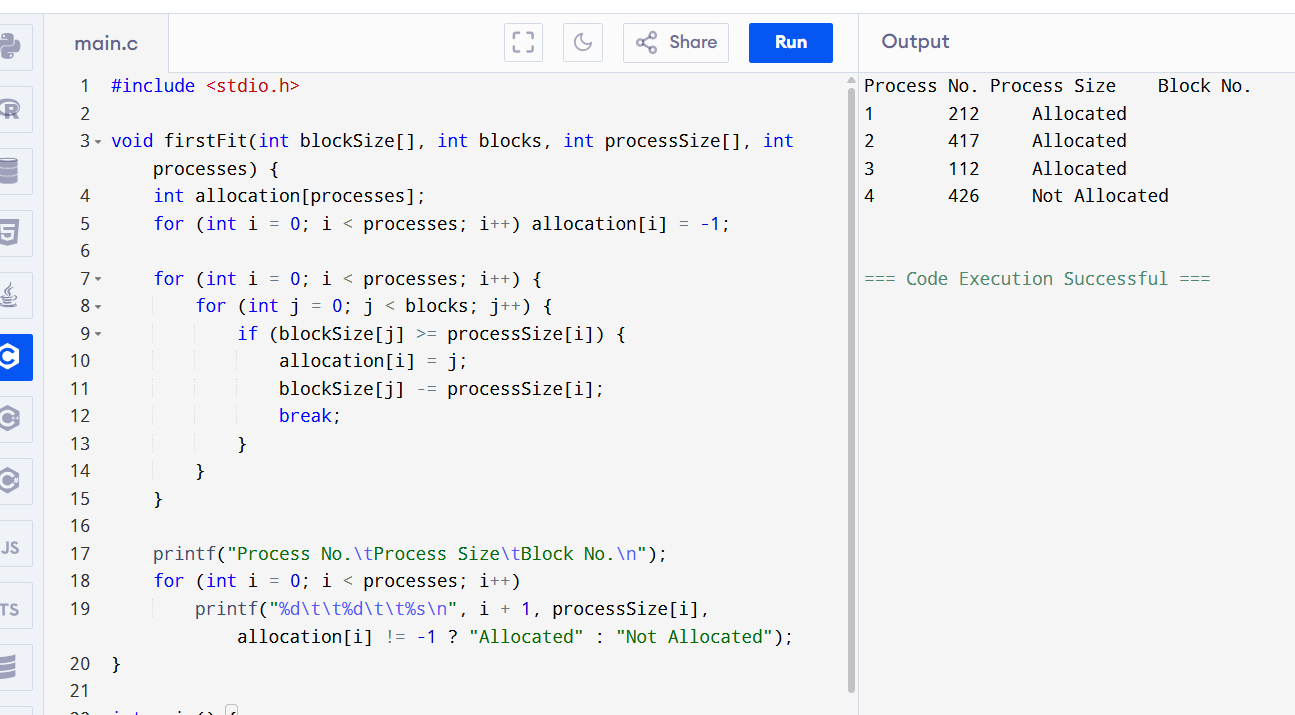 main.c
Share
Run
Output
R
5
JS
TS
1 #include <stdio.h>
2
3 void firstFit(int blockSize[], int blocks, int processSize[], int
processes) {
4 int allocation[processes];
5 for (int i = 0; i < processes; i++) allocation[i] = -1;
6
7 for (int i = 0; i < processes; i++) {
8 for (int j = 0; j < blocks; j++) {
9 if (blockSize[j] >= processSize[i]) {
10 allocation[i] = j;
11 blockSize[j] -= processSize[i];
12 break;
13 }
14 }
15 }
16
17 printf("Process No.\tProcess Size\tBlock No.\n");
18 for (int i = 0; i < processes; i++)
19 printf("%d\t\t%d\t\t%s\n", i + 1, processSize[i],
allocation[i] != -1 ? "Allocated" : "Not Allocated");
20 }
21
Process No. Process Size Block No.
1 212 Allocated
2 417 Allocated
3 112 Allocated
4 426 Not Allocated
=== Code Execution Successful ===